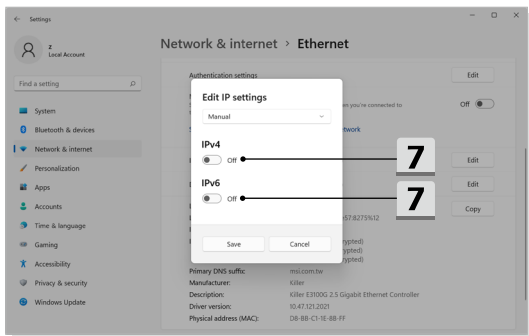 Settings
z
Local Account
Find a setting
System
Bluetooth & devices
Network & internet
Personalization
Apps
Accounts
Time & language
Gaming
Accessibility
Privacy & security
Windows Update
Network & internet > Ethernet
Authentication settings
Edit
en you're connected to
Off
etwork
Edit IP settings
Manual
IPv4
Off
7
Edit
IPv6
Off
7
Edit
Copy
e57:8275%12
Save
Cancel
rypted)
rypted)
rypted)
Primary DNS suffix: msi.com.tw
Manufacturer: Killer
Description: Killer E3100G 2.5 Gigabit Ethernet Controller
Driver version: 10.47.121.2021
Physical address (MAC): D8-BB-C1-1E-8B-FF